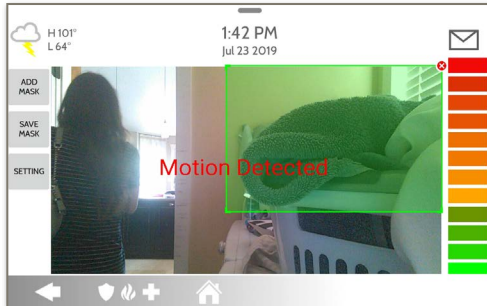 H 101°
L 64°
1:42 PM
Jul 23 2019
ADD
MASK
SAVE
MASK
SETTING
Motion Detected